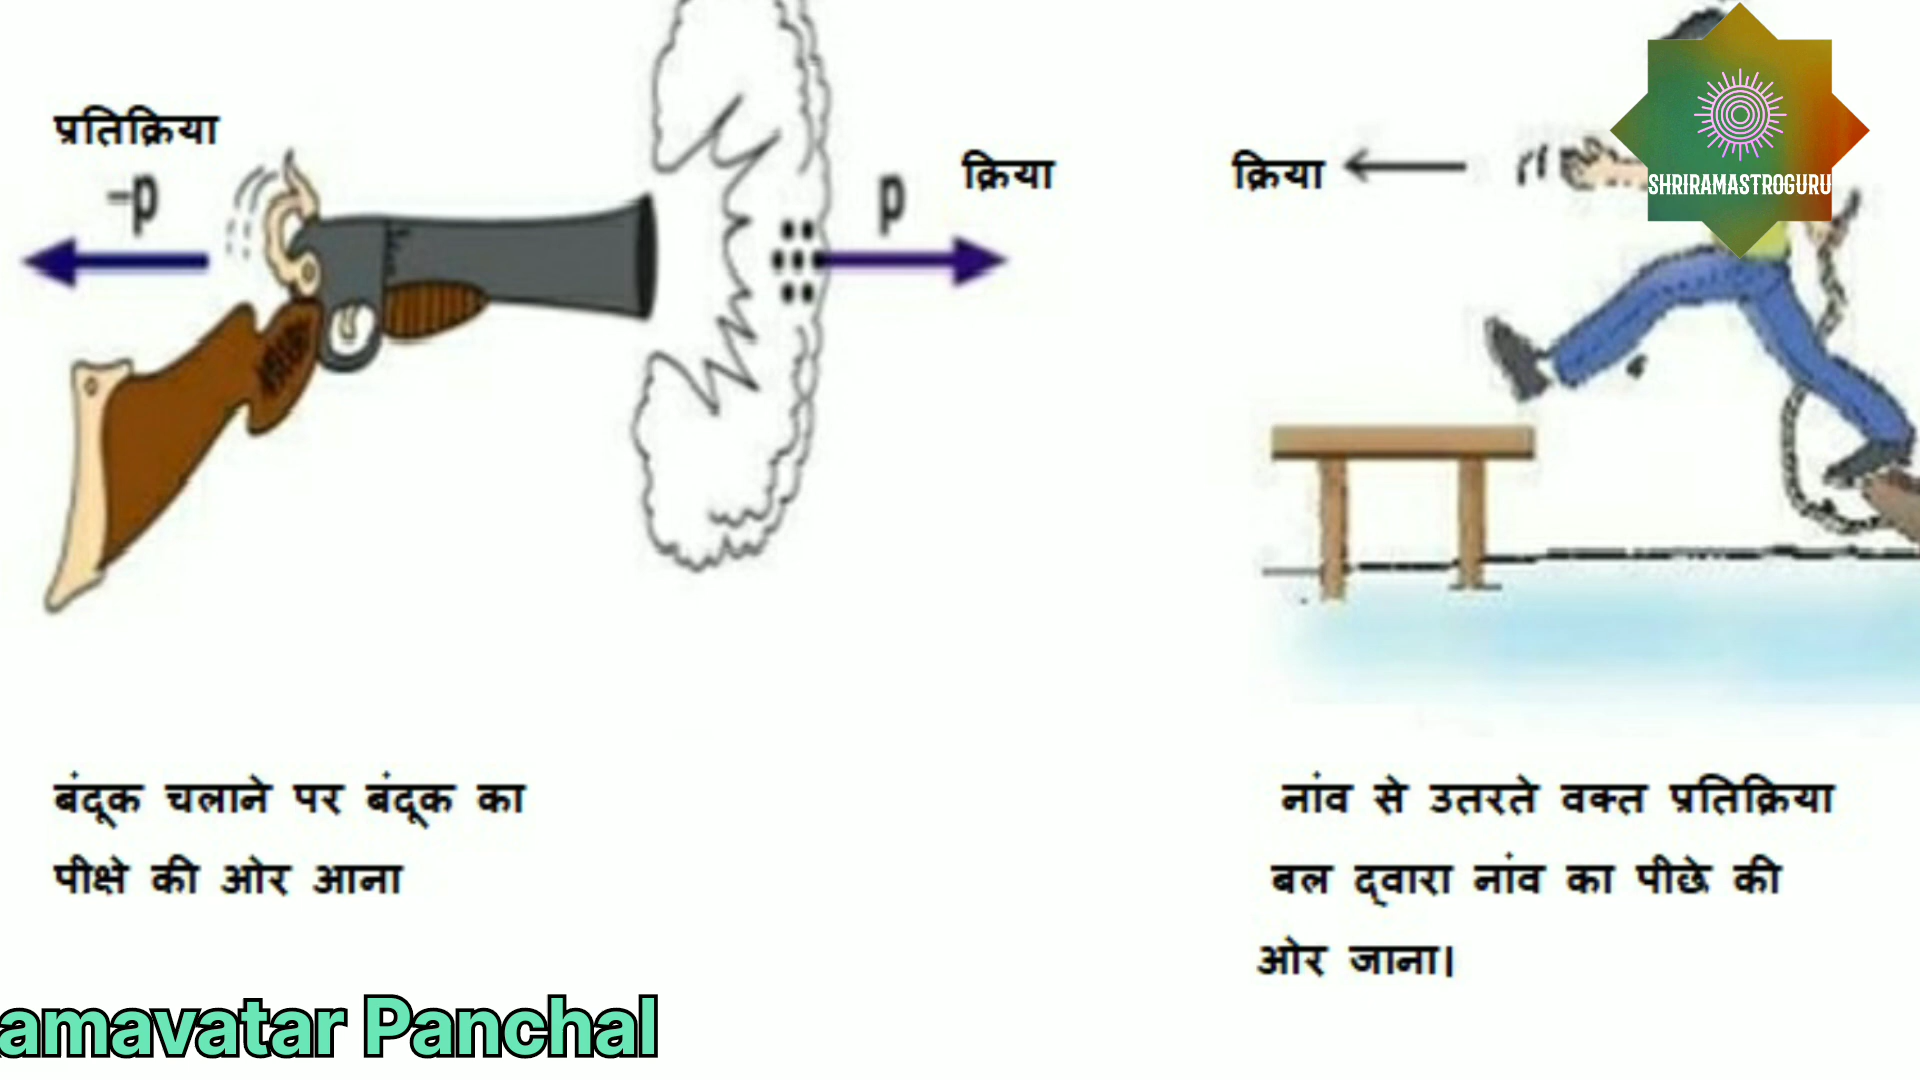 प्रतिक्रिया
-p
p
क्रिया
क्रिया
SHRIRAMASTROGURU
बंदूक चलाने पर बंदूक का
पीक्षे की ओर आना
नांव से उतरते वक्त प्रतिक्रिया
बल द्वारा नांव का पीछे की
ओर जाना।
amavatar Panchal